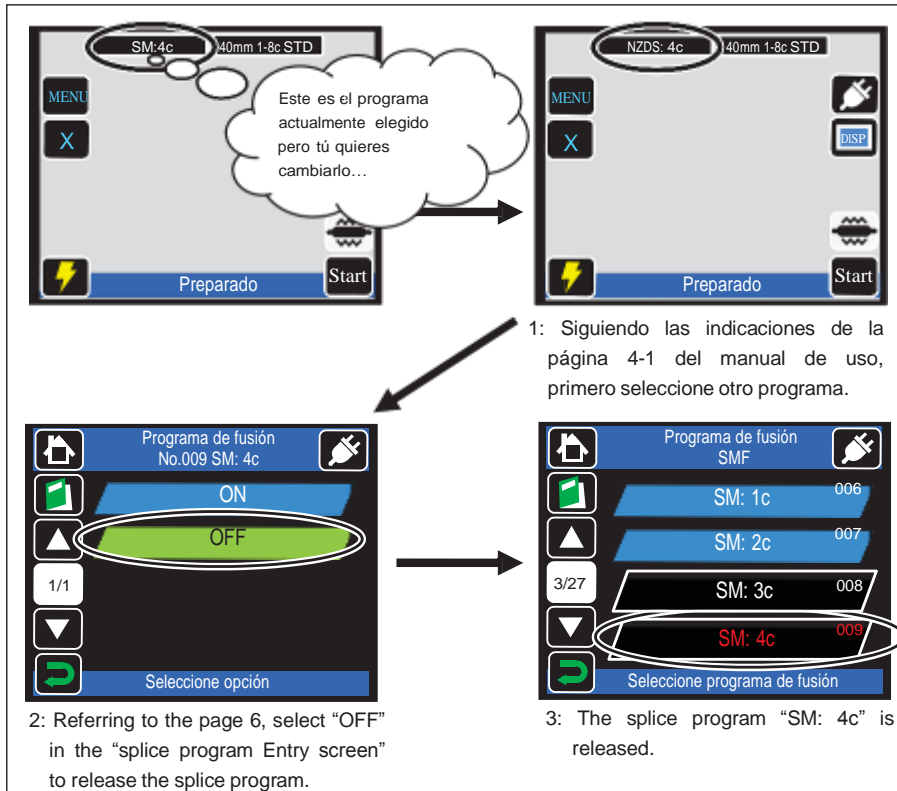 SM:4c
40mm 1-8c STD
MENU
X
Este es el programa
actualmente elegido
pero tú quieres
cambiarlo…
Preparado
Start
NZDS: 4c
40mm 1-8c STD
MENU
X
DISP
Preparado
Start
1: Siguiendo las indicaciones de la
página 4-1 del manual de uso,
primero seleccione otro programa.
Programa de fusión
No.009 SM: 4c
ON
OFF
1/1
Seleccione opción
2: Referring to the page 6, select “OFF”
in the “splice program Entry screen”
to release the splice program.
Programa de fusión
SMF
SM: 1c 006
SM: 2c 007
3/27
SM: 3c 008
SM: 4c 009
Seleccione programa de fusión
3: The splice program “SM: 4c” is
released.